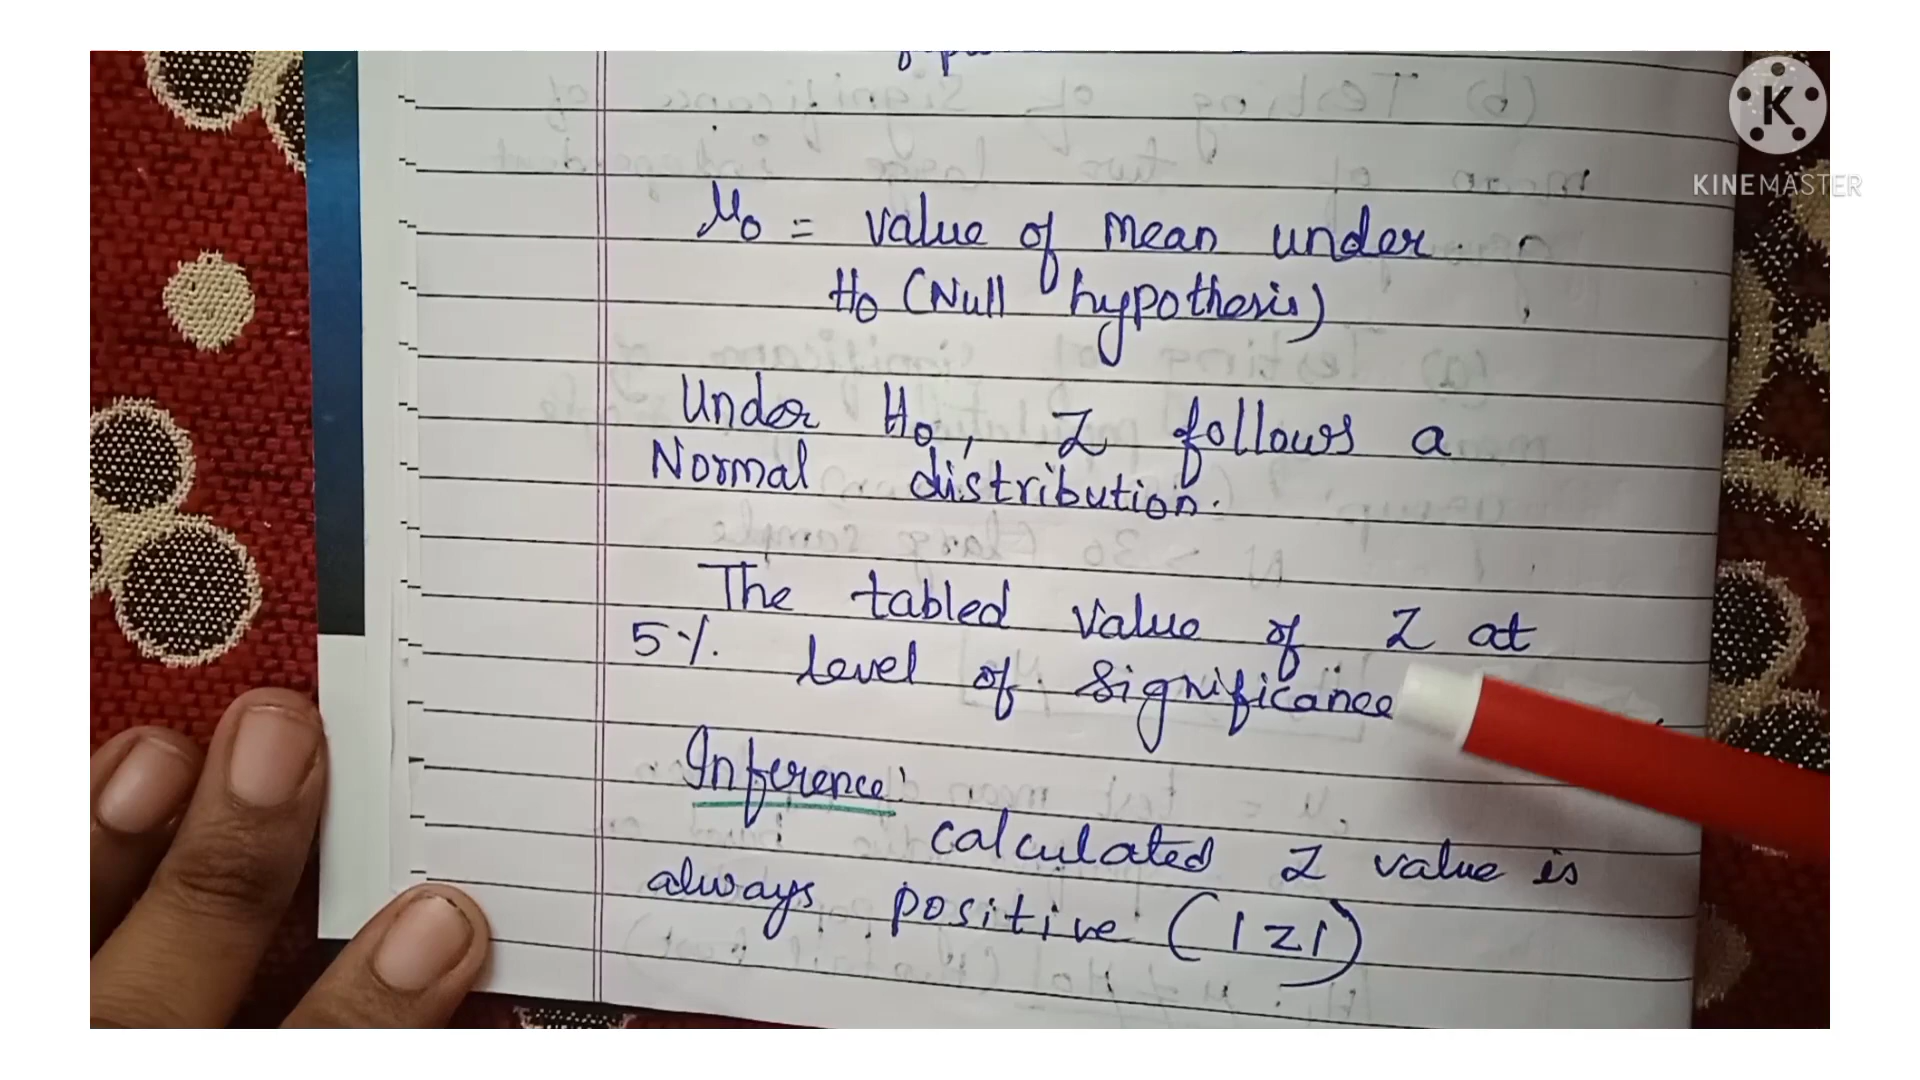 K
KINEMASTER
μ0 = value of mean under
H0 (Null hypothesis)
Under H0, Z follows a
Normal distribution.
The tabled value of Z at
5%. level of significance
Inference:
calculated Z value is
always positive (|Z|)